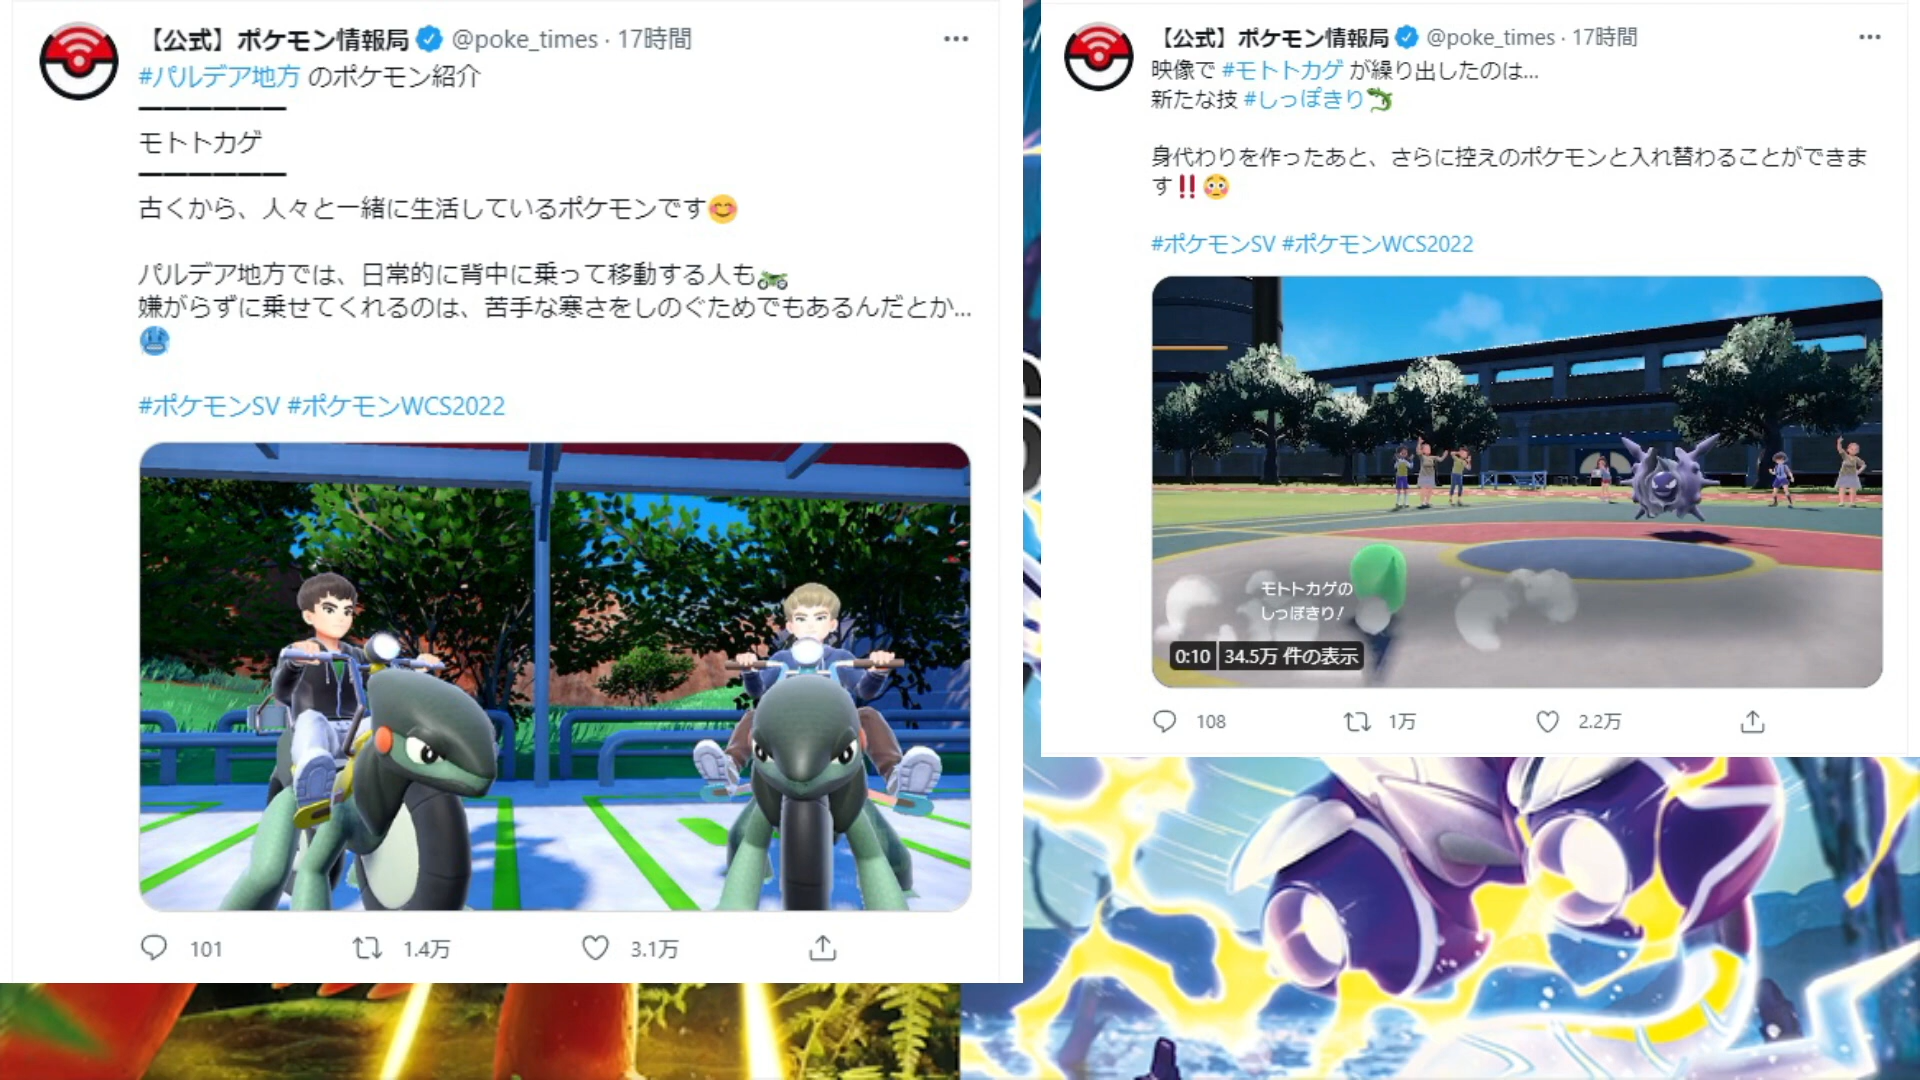 【公式】ポケモン情報局 @poke_times · 17時間
#パルデア地方 のポケモン紹介
ーーーーーー
モトトカゲ
ーーーーーー
古くから、人々と一緒に生活しているポケモンです😊
パルデア地方では、日常的に背中に乗って移動する人も🏍
嫌がらずに乗せてくれるのは、苦手な寒さをしのぐためでもあるんだとか…
🥶
#ポケモンSV #ポケモンWCS2022
101 1.4万 3.1万
【公式】ポケモン情報局 @poke_times · 17時間
映像で #モトトカゲ が繰り出したのは…
新たな技 #しっぽきり🦎
身代わりを作ったあと、さらに控えのポケモンと入れ替わることができま
す‼😳
#ポケモンSV #ポケモンWCS2022
モトトカゲの
しっぽきり!
0:10 34.5万 件の表示
108 1万 2.2万